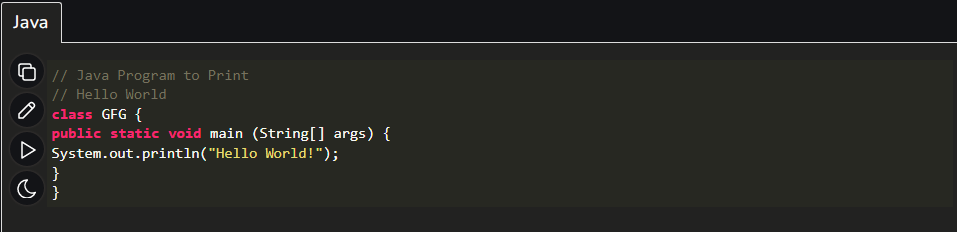 Java
// Java Program to Print
// Hello World
class GFG {
public static void main (String[] args) {
System.out.println("Hello World!");
}
}